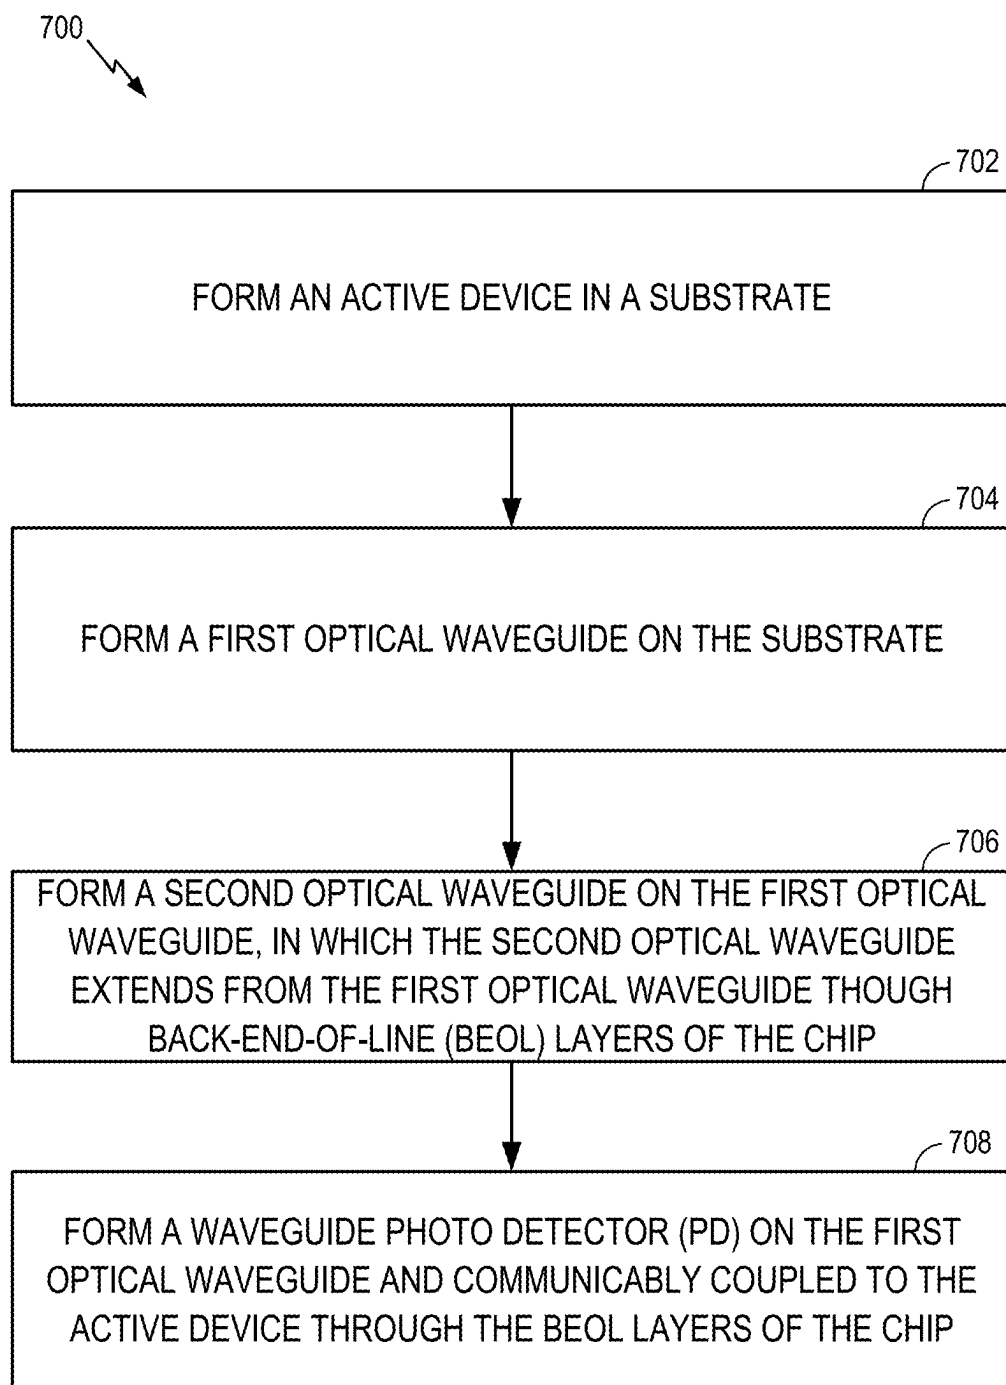 700
702
FORM AN ACTIVE DEVICE IN A SUBSTRATE
704
FORM A FIRST OPTICAL WAVEGUIDE ON THE SUBSTRATE
706
FORM A SECOND OPTICAL WAVEGUIDE ON THE FIRST OPTICAL
WAVEGUIDE, IN WHICH THE SECOND OPTICAL WAVEGUIDE
EXTENDS FROM THE FIRST OPTICAL WAVEGUIDE THOUGH
BACK-END-OF-LINE (BEOL) LAYERS OF THE CHIP
708
FORM A WAVEGUIDE PHOTO DETECTOR (PD) ON THE FIRST
OPTICAL WAVEGUIDE AND COMMUNICABLY COUPLED TO THE
ACTIVE DEVICE THROUGH THE BEOL LAYERS OF THE CHIP